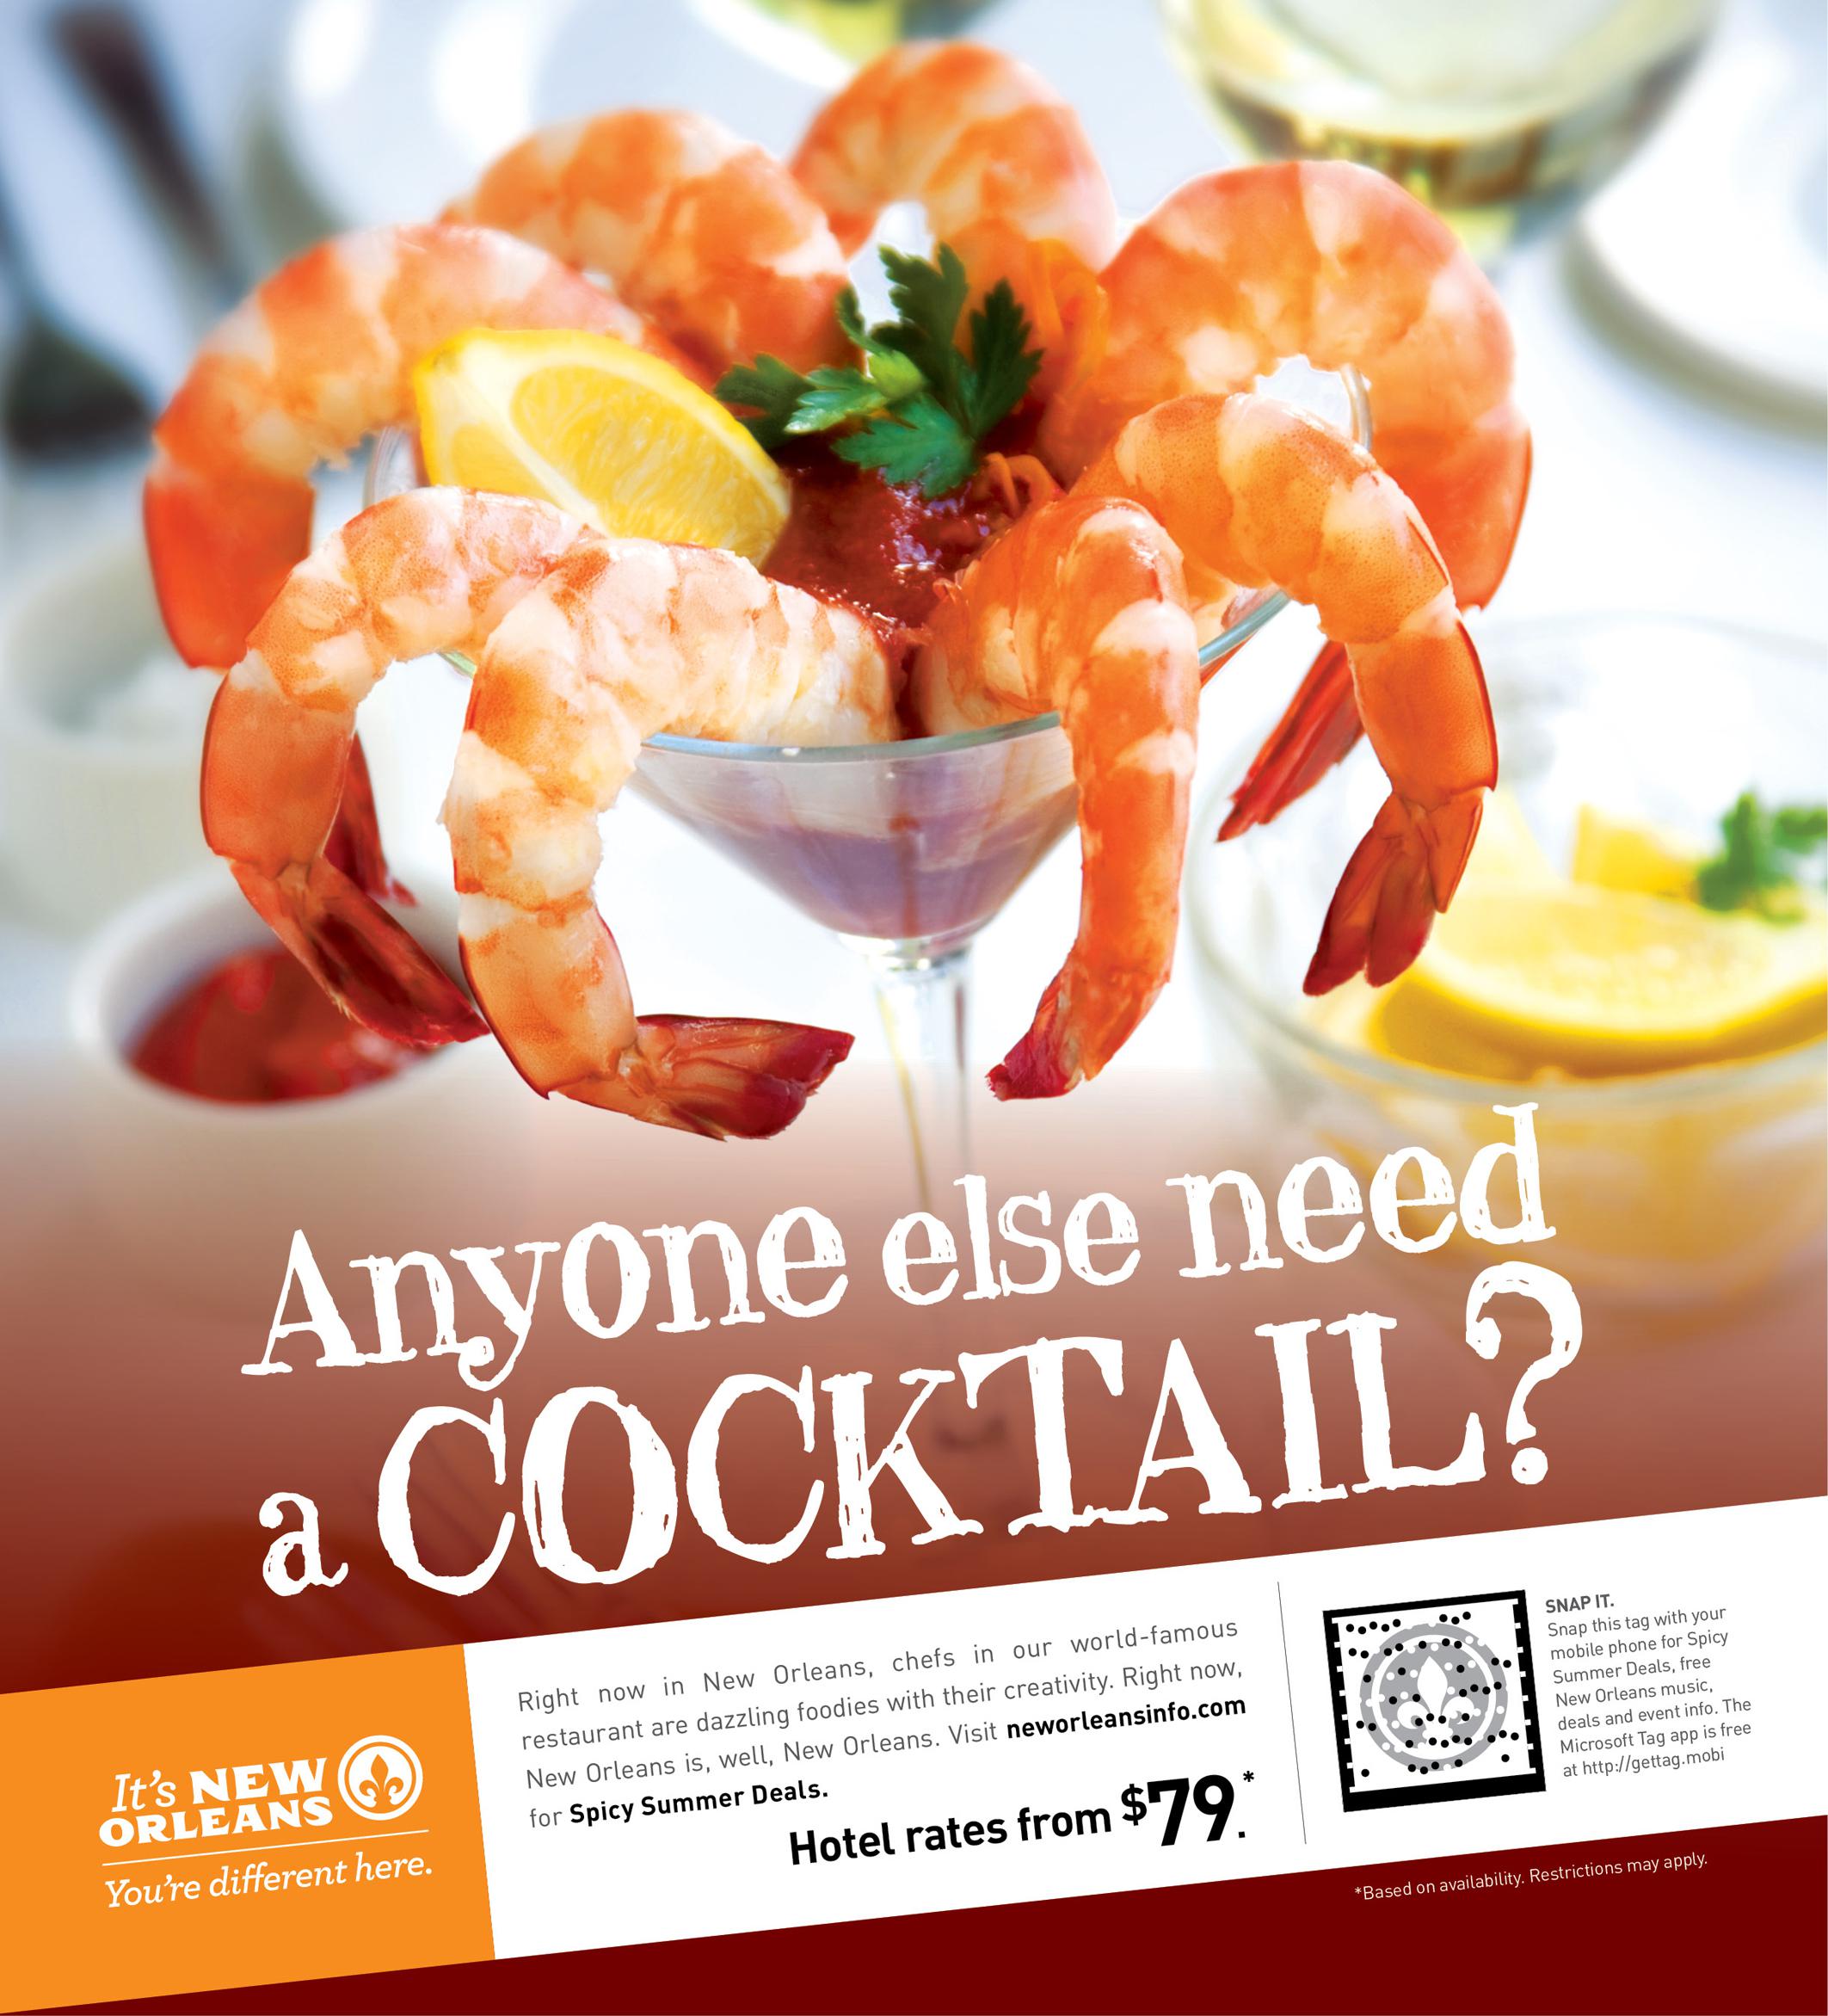 Anyone else need
a COCKTAIL?
It's NEW
ORLEANS
You're different here.
Right now in New Orleans, chefs in our world-famous
restaurant are dazzling foodies with their creativity. Right now,
New Orleans is, well, New Orleans. Visit neworleansinfo.com
for Spicy Summer Deals.
Hotel rates from $79.*
SNAP IT.
Snap this tag with your
mobile phone for Spicy
Summer Deals, free
New Orleans music,
deals and event info. The
Microsoft Tag app is free
at http://gettag.mobi
*Based on availability. Restrictions may apply.